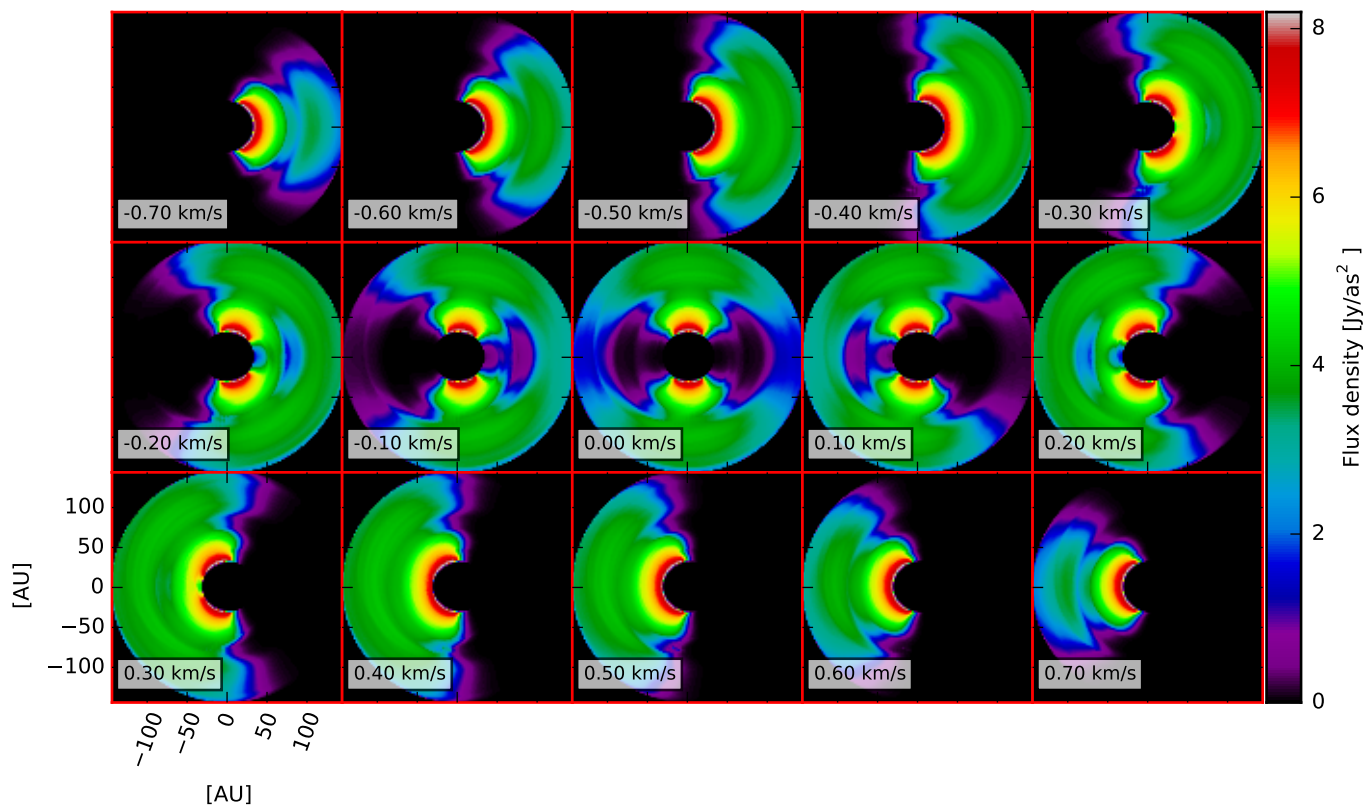 -0.70 km/s
-0.60 km/s
-0.50 km/s
-0.40 km/s
-0.30 km/s
-0.20 km/s
-0.10 km/s
0.00 km/s
0.10 km/s
0.20 km/s
0.30 km/s
0.40 km/s
0.50 km/s
0.60 km/s
0.70 km/s
100
50
0
−50
−100
[AU]
−100
−50
0
50
100
[AU]
8
6
4
2
0
Flux density [Jy/as² ]